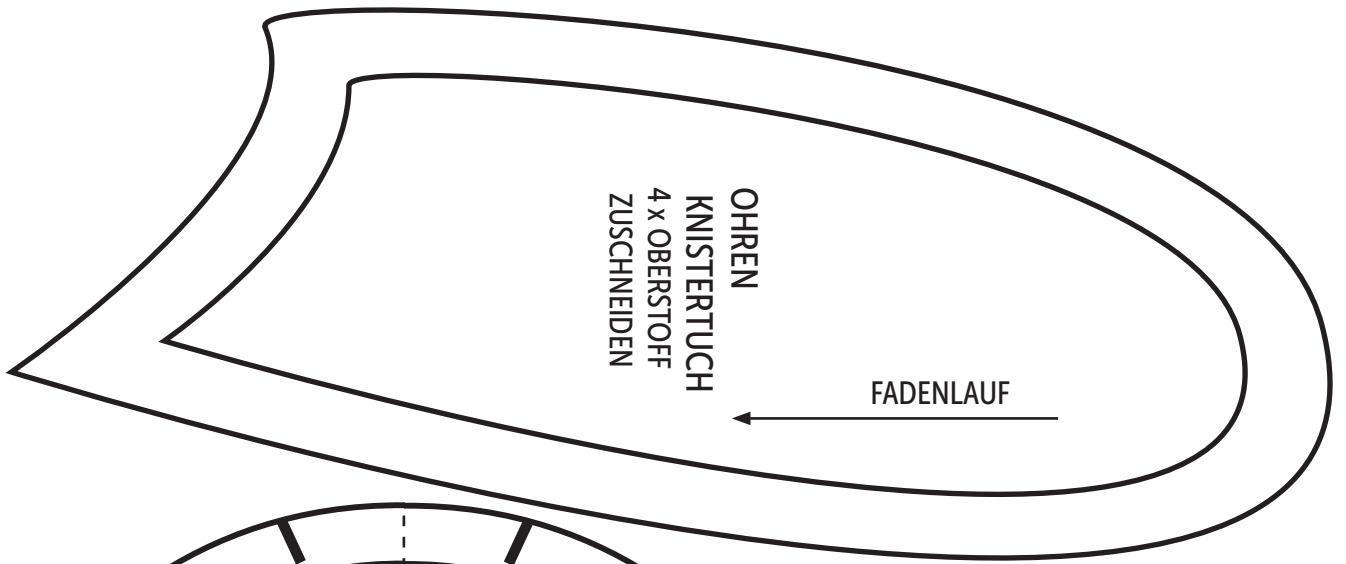 OHREN
KNISTERTUCH
4 x OBERSTOFF
ZUSCHNEIDEN
FADENLAUF